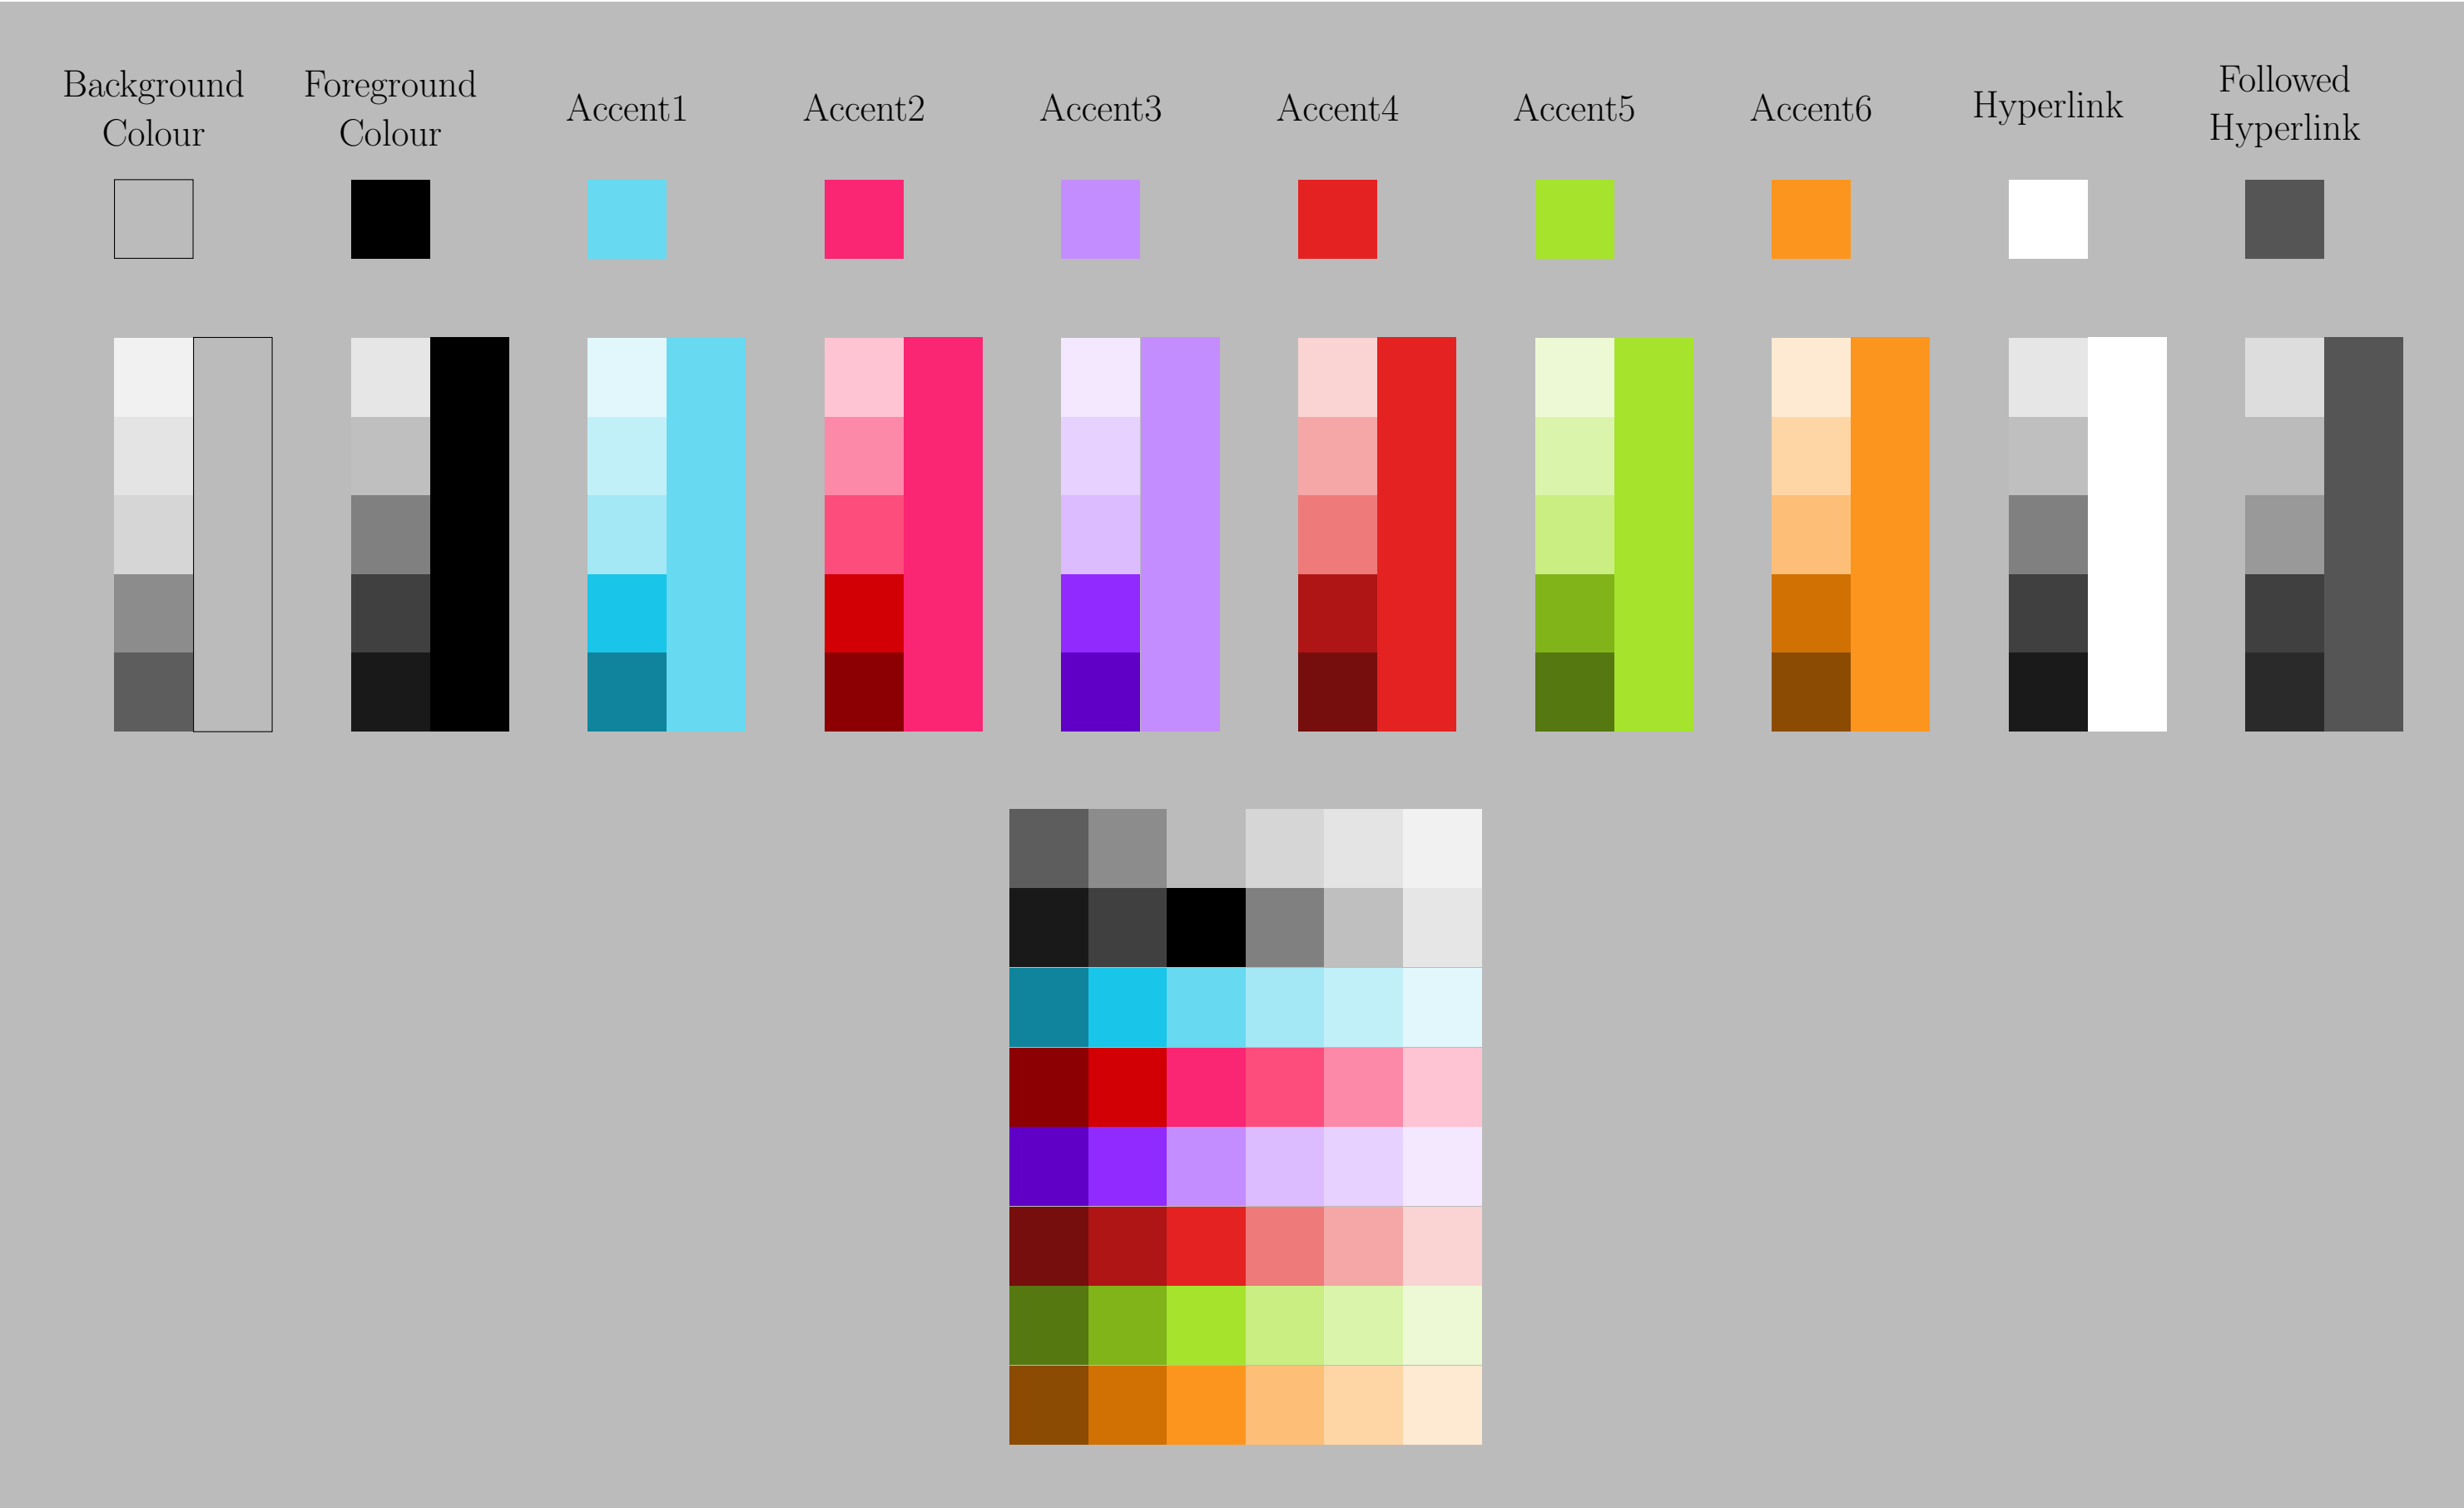 Background
Colour
Foreground
Colour
Accent1
Accent2
Accent3
Accent4
Accent5
Accent6
Hyperlink
Followed
Hyperlink